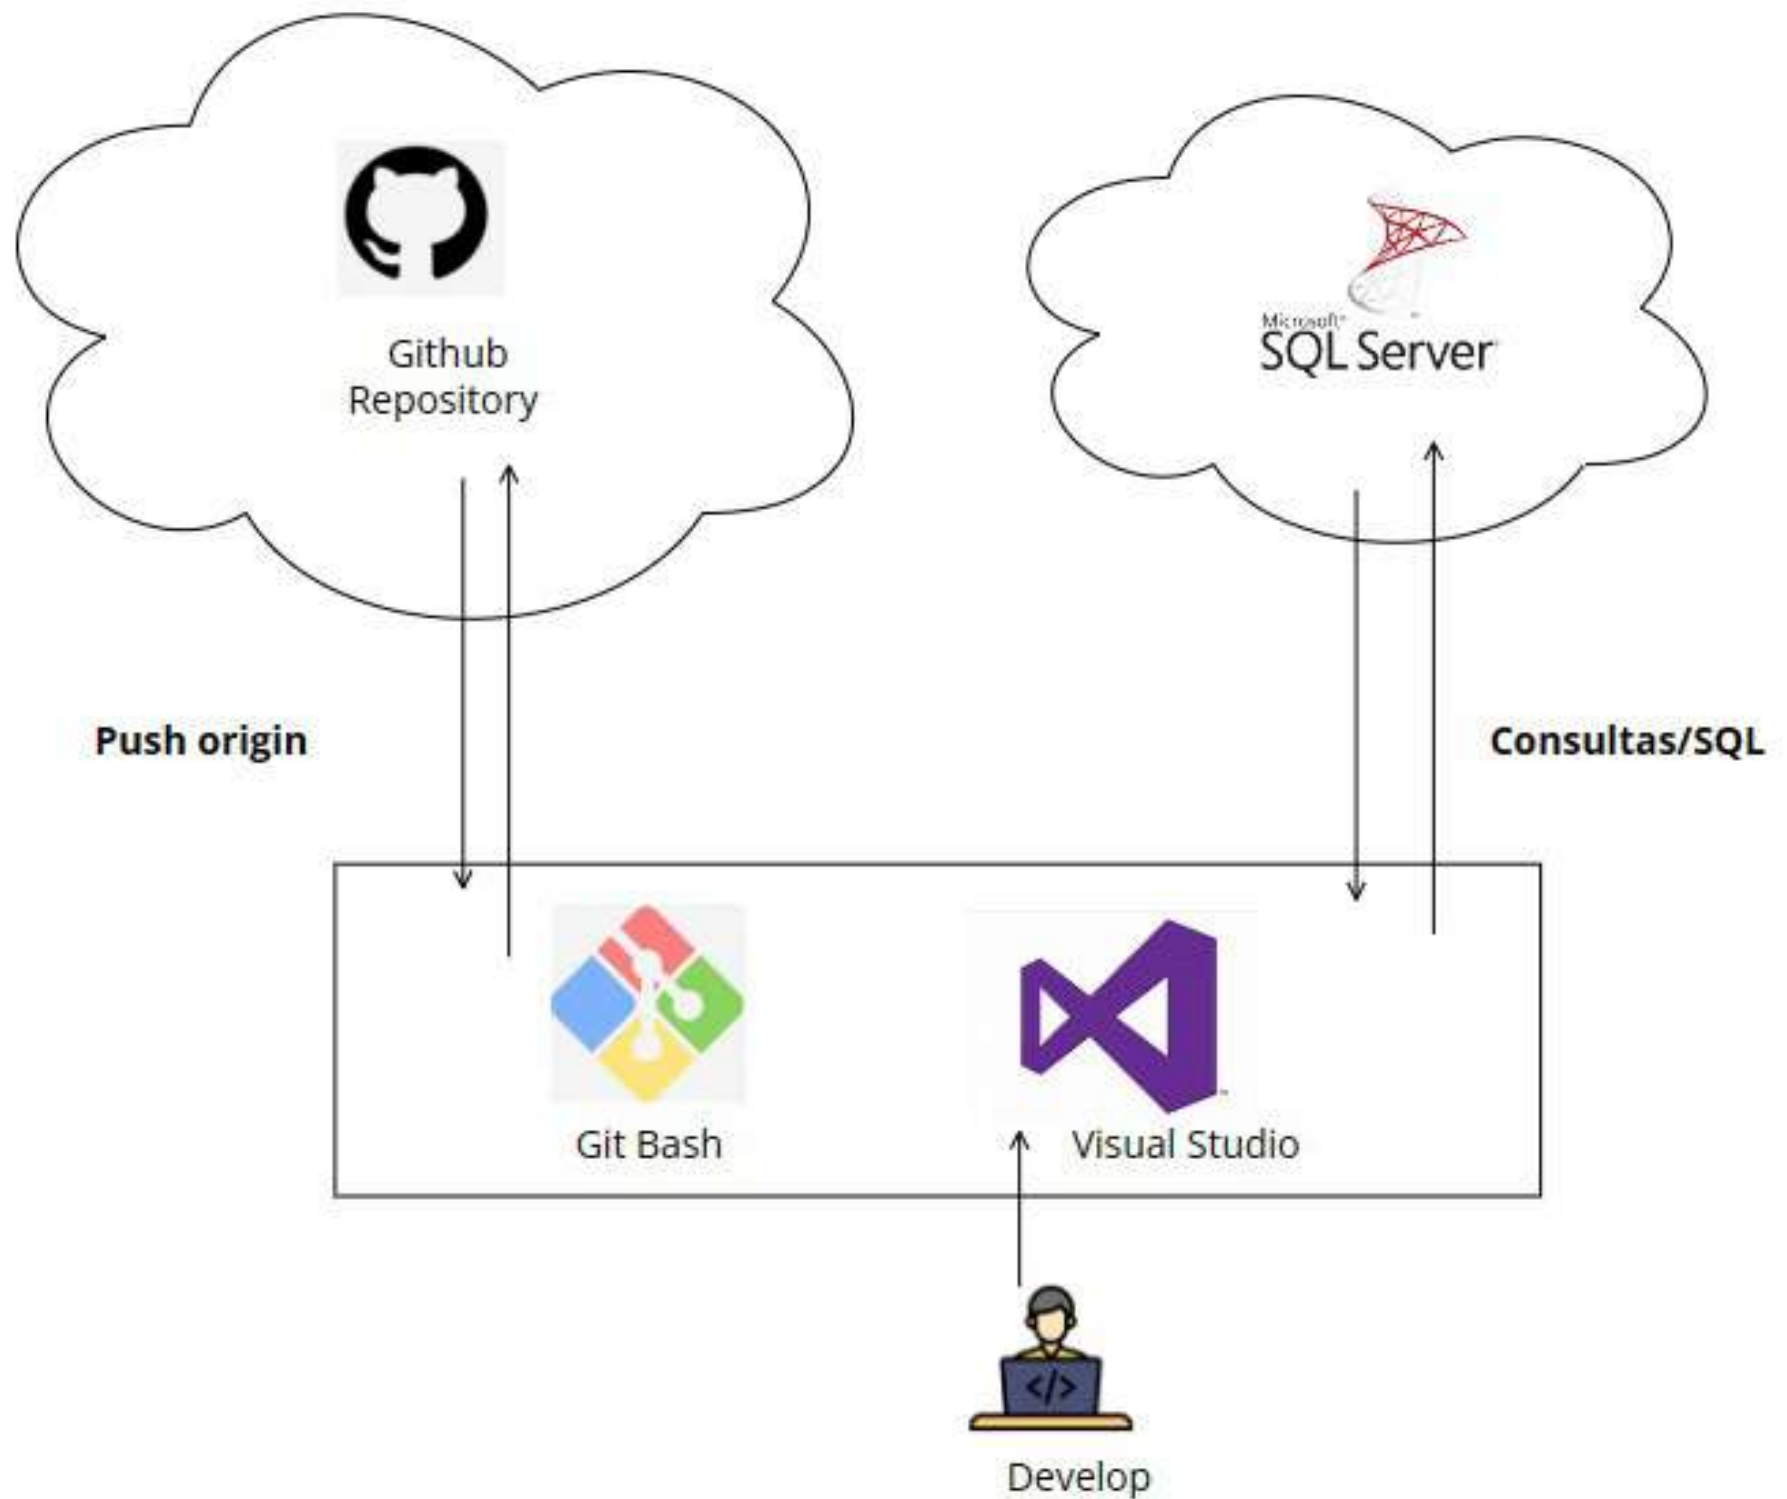 Github
Repository
Microsoft
SQL Server
Push origin
Consultas/SQL
Git Bash
Visual Studio
</>
Develop